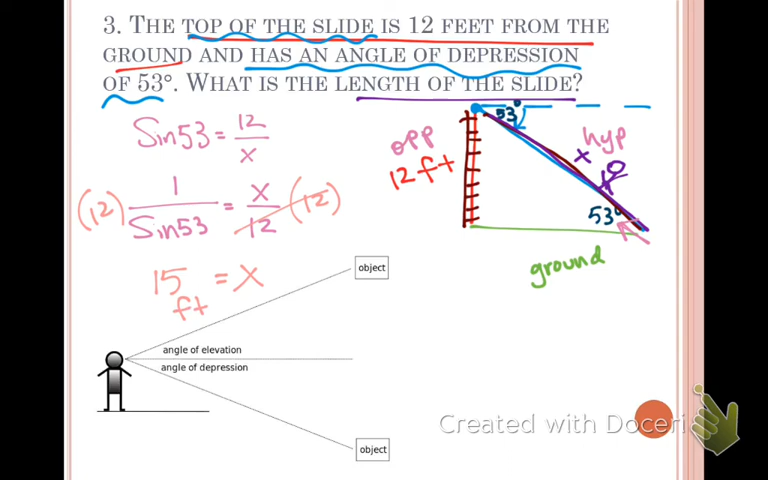 3. THE TOP OF THE SLIDE IS 12 FEET FROM THE
GROUND AND HAS AN ANGLE OF DEPRESSION
OF 53°. WHAT IS THE LENGTH OF THE SLIDE?
Sin53 = 12/x
(12) 1/Sin53 = x/12 (12)
15 ft = x
53°
opp
12 ft
hyp
x
53°
ground
object
angle of elevation
angle of depression
object
Created with Doceri